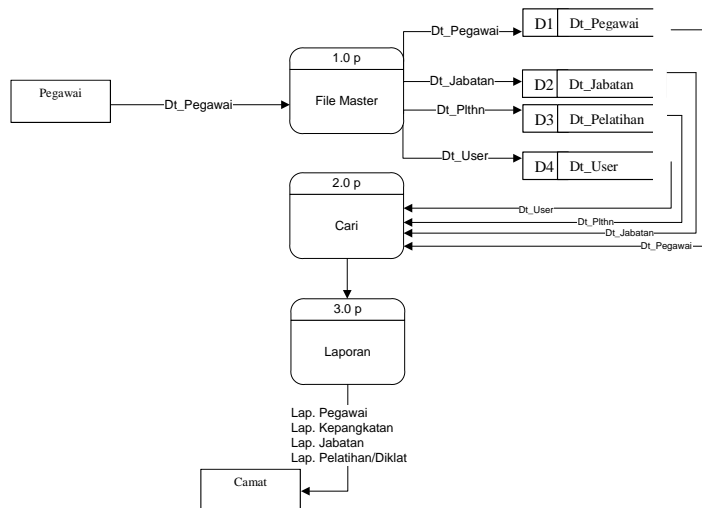 Pegawai
Dt_Pegawai
1.0 p
File Master
Dt_Pegawai
D1 Dt_Pegawai
Dt_Jabatan
D2 Dt_Jabatan
Dt_Plthn
D3 Dt_Pelatihan
Dt_User
D4 Dt_User
2.0 p
Cari
Dt_User
Dt_Plthn
Dt_Jabatan
Dt_Pegawai
3.0 p
Laporan
Lap. Pegawai
Lap. Kepangkatan
Lap. Jabatan
Lap. Pelatihan/Diklat
Camat